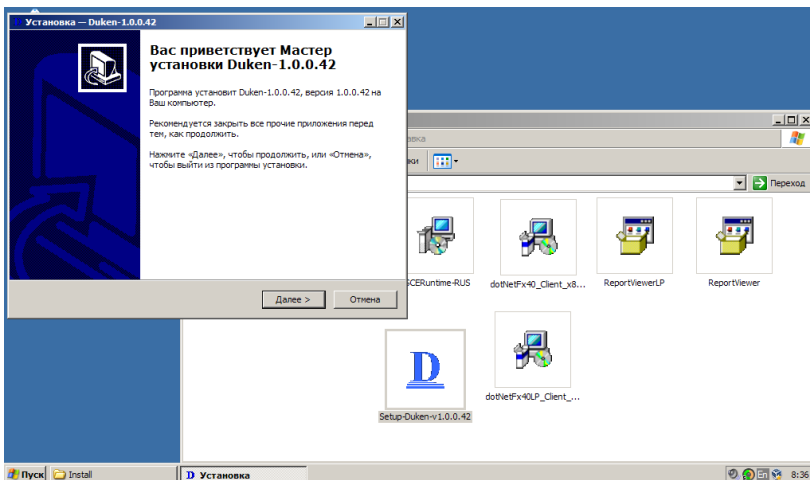 D Установка — Duken-1.0.0.42
Вас приветствует Мастер
установки Duken-1.0.0.42
Программа установит Duken-1.0.0.42, версия 1.0.0.42 на
Ваш компьютер.
Рекомендуется закрыть все прочие приложения перед
тем, как продолжить.
Нажмите «Далее», чтобы продолжить, или «Отмена»,
чтобы выйти из программы установки.
Далее >
Отмена
Переход
SCERuntime-RUS
dotNetFx40_Client_x8...
ReportViewerLP
ReportViewer
D
Setup-Duken-v1.0.0.42
dotNetFx40LP_Client_...
Пуск
Install
D Установка
En
8:36